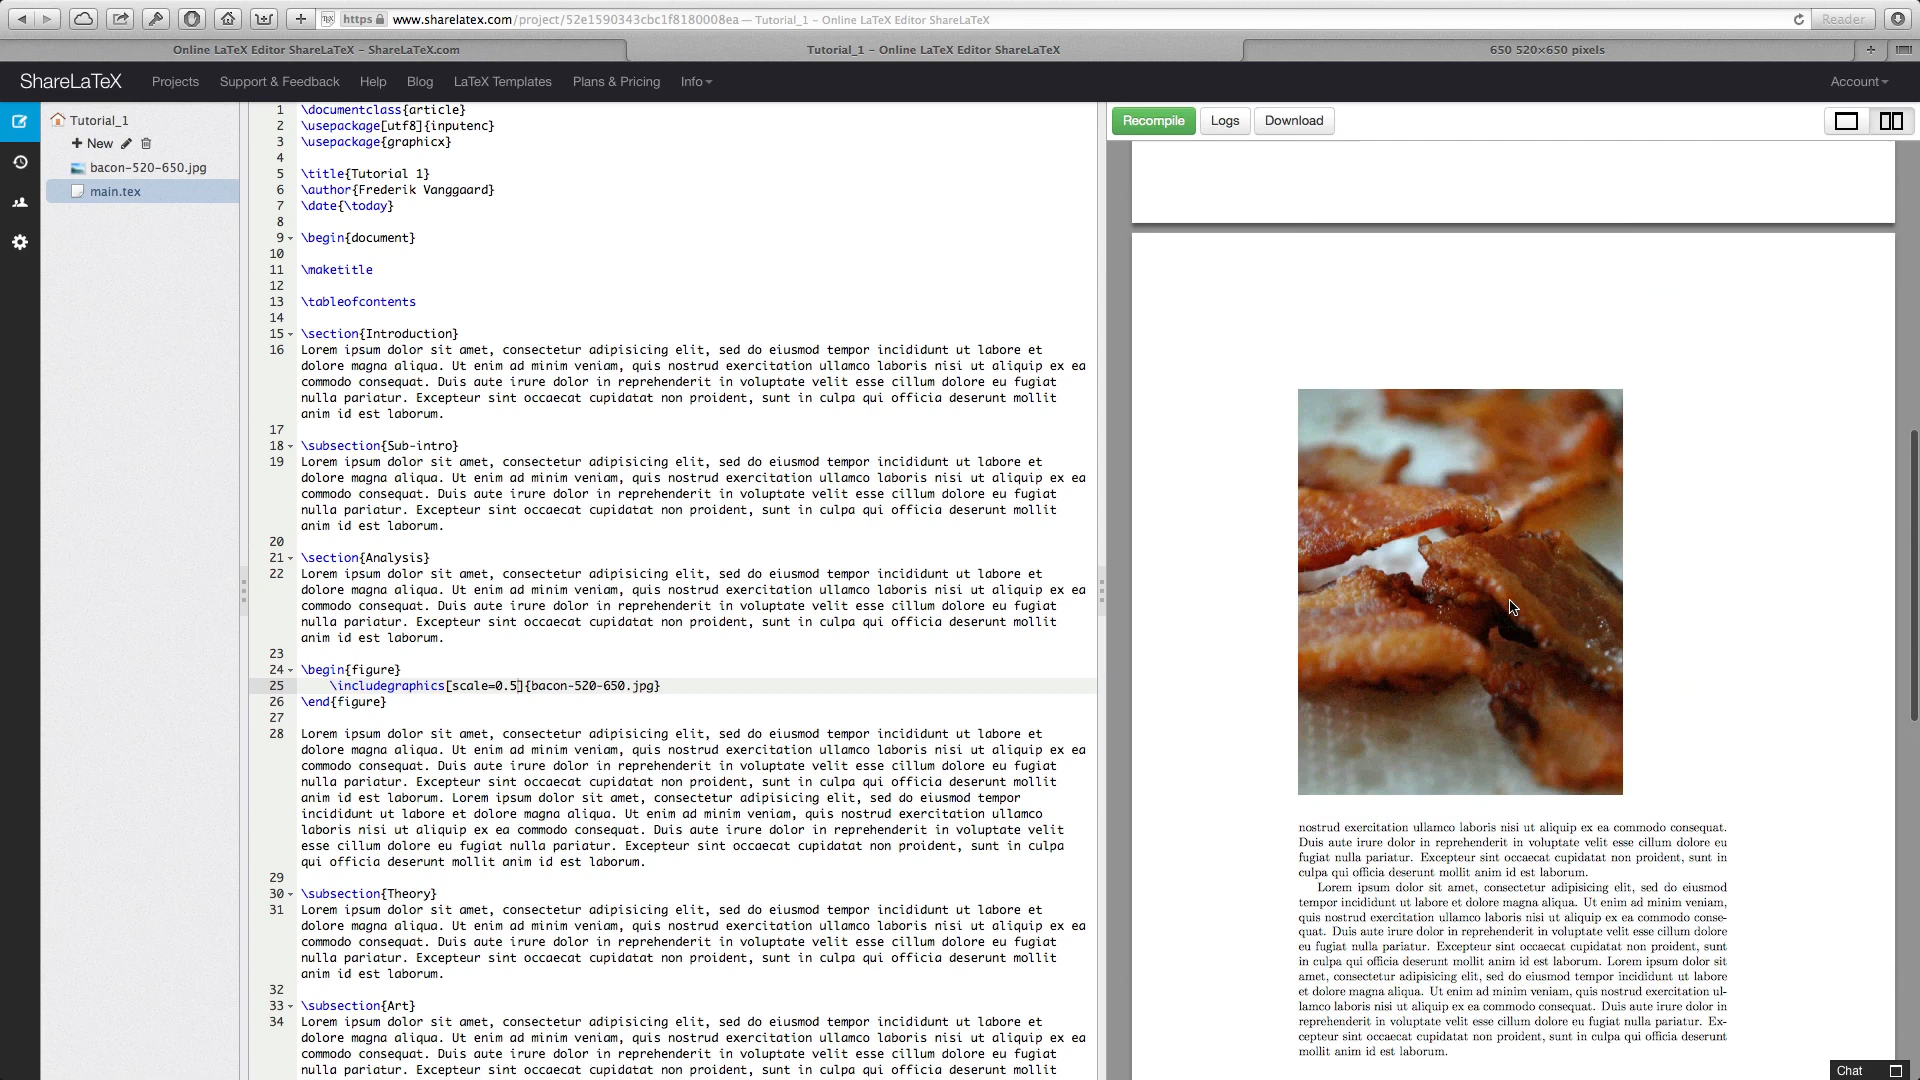 https www.sharelatex.com/project/52e1590343cbc1f8180008ea — Tutorial_1 – Online LaTeX Editor ShareLaTeX Reader
Online LaTeX Editor ShareLaTeX – ShareLaTeX.com
Tutorial_1 – Online LaTeX Editor ShareLaTeX
650 520×650 pixels
ShareLaTeX Projects Support & Feedback Help Blog LaTeX Templates Plans & Pricing Info Account
Tutorial_1
+ New
bacon-520-650.jpg
main.tex
1 \documentclass{article}
2 \usepackage[utf8]{inputenc}
3 \usepackage{graphicx}
4
5 \title{Tutorial 1}
6 \author{Frederik Vanggaard}
7 \date{\today}
8
9 \begin{document}
10
11 \maketitle
12
13 \tableofcontents
14
15 \section{Introduction}
16 Lorem ipsum dolor sit amet, consectetur adipisicing elit, sed do eiusmod tempor incididunt ut labore et
dolore magna aliqua. Ut enim ad minim veniam, quis nostrud exercitation ullamco laboris nisi ut aliquip ex ea
commodo consequat. Duis aute irure dolor in reprehenderit in voluptate velit esse cillum dolore eu fugiat
nulla pariatur. Excepteur sint occaecat cupidatat non proident, sunt in culpa qui officia deserunt mollit
anim id est laborum.
17
18 \subsection{Sub-intro}
19 Lorem ipsum dolor sit amet, consectetur adipisicing elit, sed do eiusmod tempor incididunt ut labore et
dolore magna aliqua. Ut enim ad minim veniam, quis nostrud exercitation ullamco laboris nisi ut aliquip ex ea
commodo consequat. Duis aute irure dolor in reprehenderit in voluptate velit esse cillum dolore eu fugiat
nulla pariatur. Excepteur sint occaecat cupidatat non proident, sunt in culpa qui officia deserunt mollit
anim id est laborum.
20
21 \section{Analysis}
22 Lorem ipsum dolor sit amet, consectetur adipisicing elit, sed do eiusmod tempor incididunt ut labore et
dolore magna aliqua. Ut enim ad minim veniam, quis nostrud exercitation ullamco laboris nisi ut aliquip ex ea
commodo consequat. Duis aute irure dolor in reprehenderit in voluptate velit esse cillum dolore eu fugiat
nulla pariatur. Excepteur sint occaecat cupidatat non proident, sunt in culpa qui officia deserunt mollit
anim id est laborum.
23
24 \begin{figure}
25 \includegraphics[scale=0.5]{bacon-520-650.jpg}
26 \end{figure}
27
28 Lorem ipsum dolor sit amet, consectetur adipisicing elit, sed do eiusmod tempor incididunt ut labore et
dolore magna aliqua. Ut enim ad minim veniam, quis nostrud exercitation ullamco laboris nisi ut aliquip ex ea
commodo consequat. Duis aute irure dolor in reprehenderit in voluptate velit esse cillum dolore eu fugiat
nulla pariatur. Excepteur sint occaecat cupidatat non proident, sunt in culpa qui officia deserunt mollit
anim id est laborum. Lorem ipsum dolor sit amet, consectetur adipisicing elit, sed do eiusmod tempor
incididunt ut labore et dolore magna aliqua. Ut enim ad minim veniam, quis nostrud exercitation ullamco
laboris nisi ut aliquip ex ea commodo consequat. Duis aute irure dolor in reprehenderit in voluptate velit
esse cillum dolore eu fugiat nulla pariatur. Excepteur sint occaecat cupidatat non proident, sunt in culpa
qui officia deserunt mollit anim id est laborum.
29
30 \subsection{Theory}
31 Lorem ipsum dolor sit amet, consectetur adipisicing elit, sed do eiusmod tempor incididunt ut labore et
dolore magna aliqua. Ut enim ad minim veniam, quis nostrud exercitation ullamco laboris nisi ut aliquip ex ea
commodo consequat. Duis aute irure dolor in reprehenderit in voluptate velit esse cillum dolore eu fugiat
nulla pariatur. Excepteur sint occaecat cupidatat non proident, sunt in culpa qui officia deserunt mollit
anim id est laborum.
32
33 \subsection{Art}
34 Lorem ipsum dolor sit amet, consectetur adipisicing elit, sed do eiusmod tempor incididunt ut labore et
dolore magna aliqua. Ut enim ad minim veniam, quis nostrud exercitation ullamco laboris nisi ut aliquip ex ea
commodo consequat. Duis aute irure dolor in reprehenderit in voluptate velit esse cillum dolore eu fugiat
nulla pariatur. Excepteur sint occaecat cupidatat non proident, sunt in culpa qui officia deserunt mollit
Recompile Logs Download
nostrud exercitation ullamco laboris nisi ut aliquip ex ea commodo consequat.
Duis aute irure dolor in reprehenderit in voluptate velit esse cillum dolore eu
fugiat nulla pariatur. Excepteur sint occaecat cupidatat non proident, sunt in
culpa qui officia deserunt mollit anim id est laborum.
Lorem ipsum dolor sit amet, consectetur adipisicing elit, sed do eiusmod
tempor incididunt ut labore et dolore magna aliqua. Ut enim ad minim veniam,
quis nostrud exercitation ullamco laboris nisi ut aliquip ex ea commodo conse-
quat. Duis aute irure dolor in reprehenderit in voluptate velit esse cillum dolore
eu fugiat nulla pariatur. Excepteur sint occaecat cupidatat non proident, sunt
in culpa qui officia deserunt mollit anim id est laborum. Lorem ipsum dolor sit
amet, consectetur adipisicing elit, sed do eiusmod tempor incididunt ut labore
et dolore magna aliqua. Ut enim ad minim veniam, quis nostrud exercitation ul-
lamco laboris nisi ut aliquip ex ea commodo consequat. Duis aute irure dolor in
reprehenderit in voluptate velit esse cillum dolore eu fugiat nulla pariatur. Ex-
cepteur sint occaecat cupidatat non proident, sunt in culpa qui officia deserunt
mollit anim id est laborum.
Chat